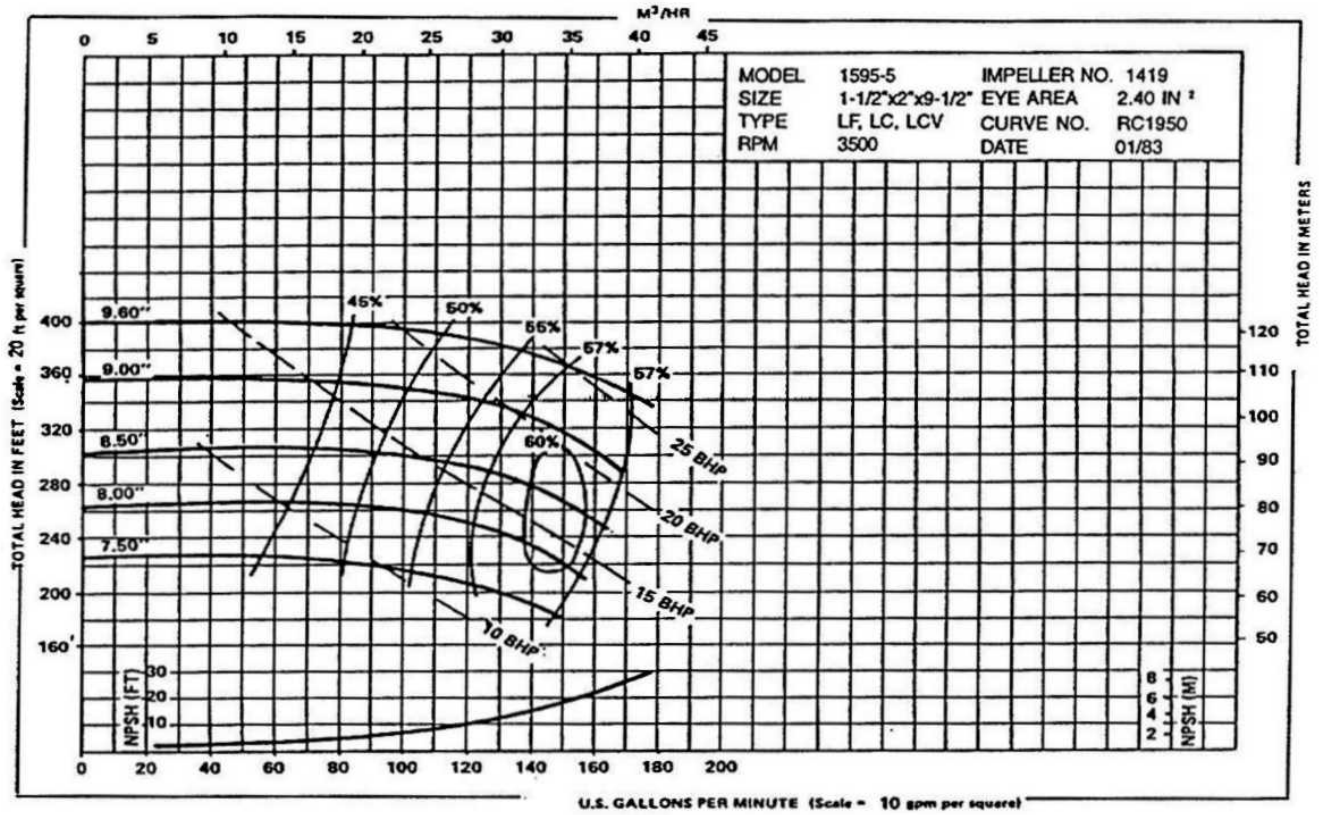 M³/HR
0 5 10 15 20 25 30 35 40 45
MODEL 1595-5 IMPELLER NO. 1419
SIZE 1-1/2"x2"x9-1/2" EYE AREA 2.40 IN ²
TYPE LF, LC, LCV CURVE NO. RC1950
RPM 3500 DATE 01/83
TOTAL HEAD IN FEET (Scale = 20 ft per square)
TOTAL HEAD IN METERS
400
360
320
280
240
200
160'
120
110
100
90
80
70
60
50
9.60"
9.00"
8.50"
8.00"
7.50"
45%
50%
55%
57%
57%
60%
25 BHP
20 BHP
15 BHP
10 BHP
NPSH (FT)
30
20
10
8
6
4
2
NPSH (M)
0 20 40 60 80 100 120 140 160 180 200
U.S. GALLONS PER MINUTE (Scale = 10 gpm per square)